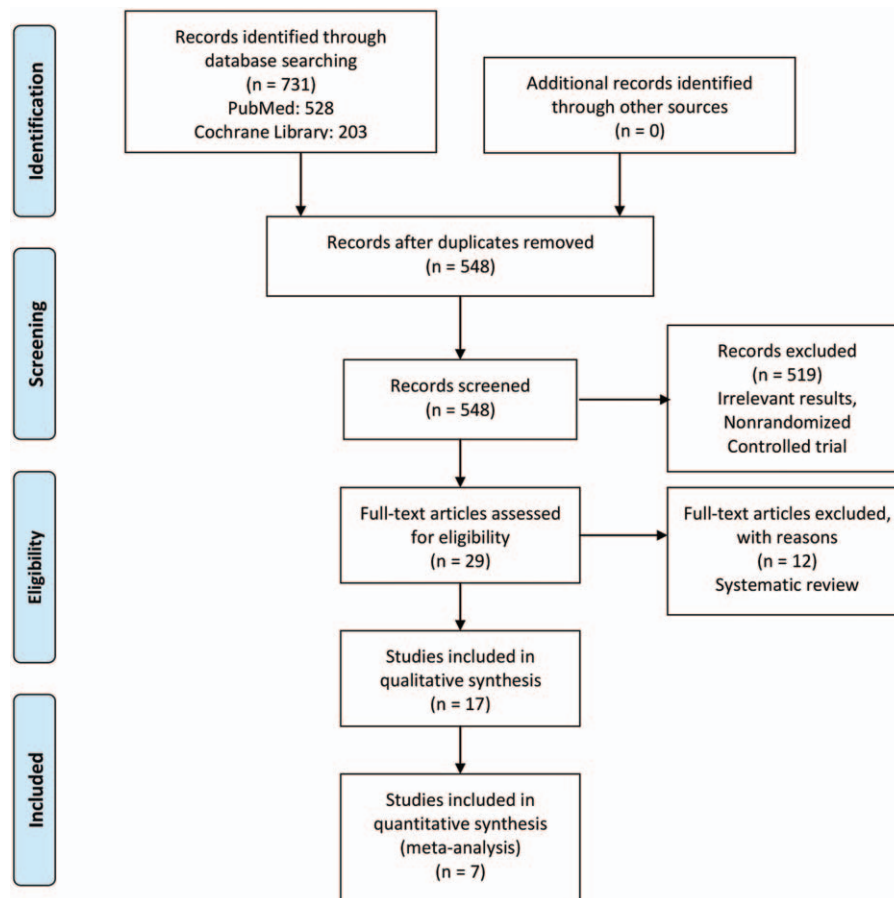 Identification
Records identified through
database searching
(n = 731)
PubMed: 528
Cochrane Library: 203
Additional records identified
through other sources
(n = 0)
Records after duplicates removed
(n = 548)
Screening
Records screened
(n = 548)
Records excluded
(n = 519)
Irrelevant results,
Nonrandomized
Controlled trial
Eligibility
Full-text articles assessed
for eligibility
(n = 29)
Full-text articles excluded,
with reasons
(n = 12)
Systematic review
Studies included in
qualitative synthesis
(n = 17)
Included
Studies included in
quantitative synthesis
(meta-analysis)
(n = 7)